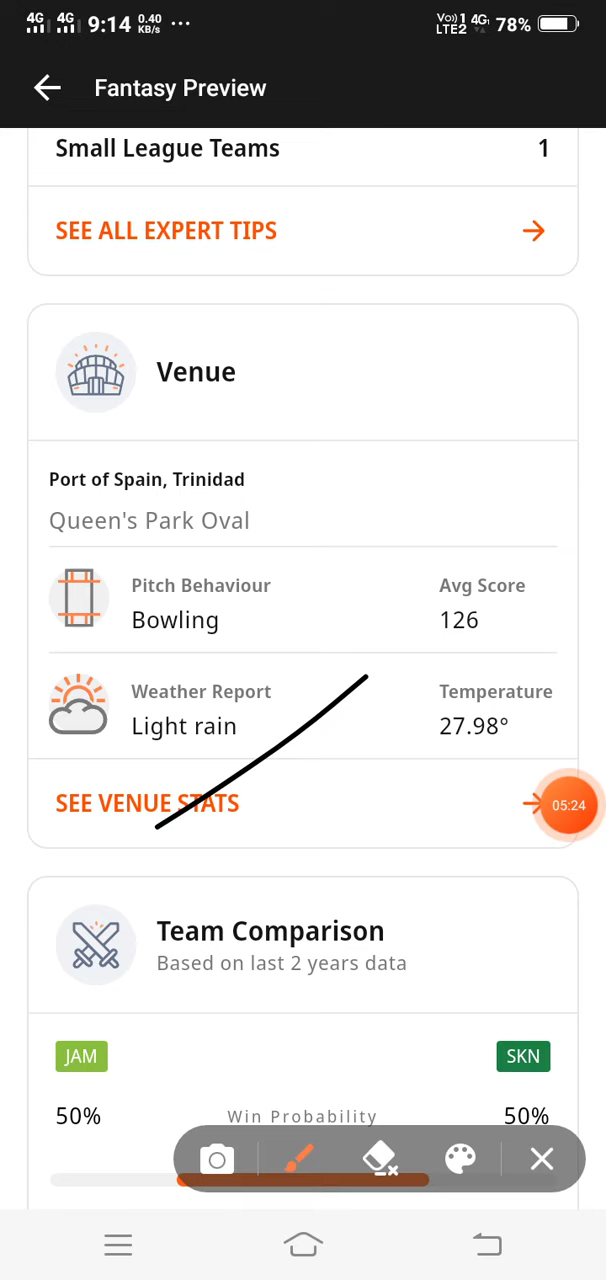 4G 4G 9:14 0.40 KB/s ... Vo) 1 4G LTE2 78%
Fantasy Preview
Small League Teams 1
SEE ALL EXPERT TIPS
Venue
Port of Spain, Trinidad
Queen's Park Oval
Pitch Behaviour Avg Score
Bowling 126
Weather Report Temperature
Light rain 27.98°
SEE VENUE STATS 05:24
Team Comparison
Based on last 2 years data
JAM SKN
50% Win Probability 50%